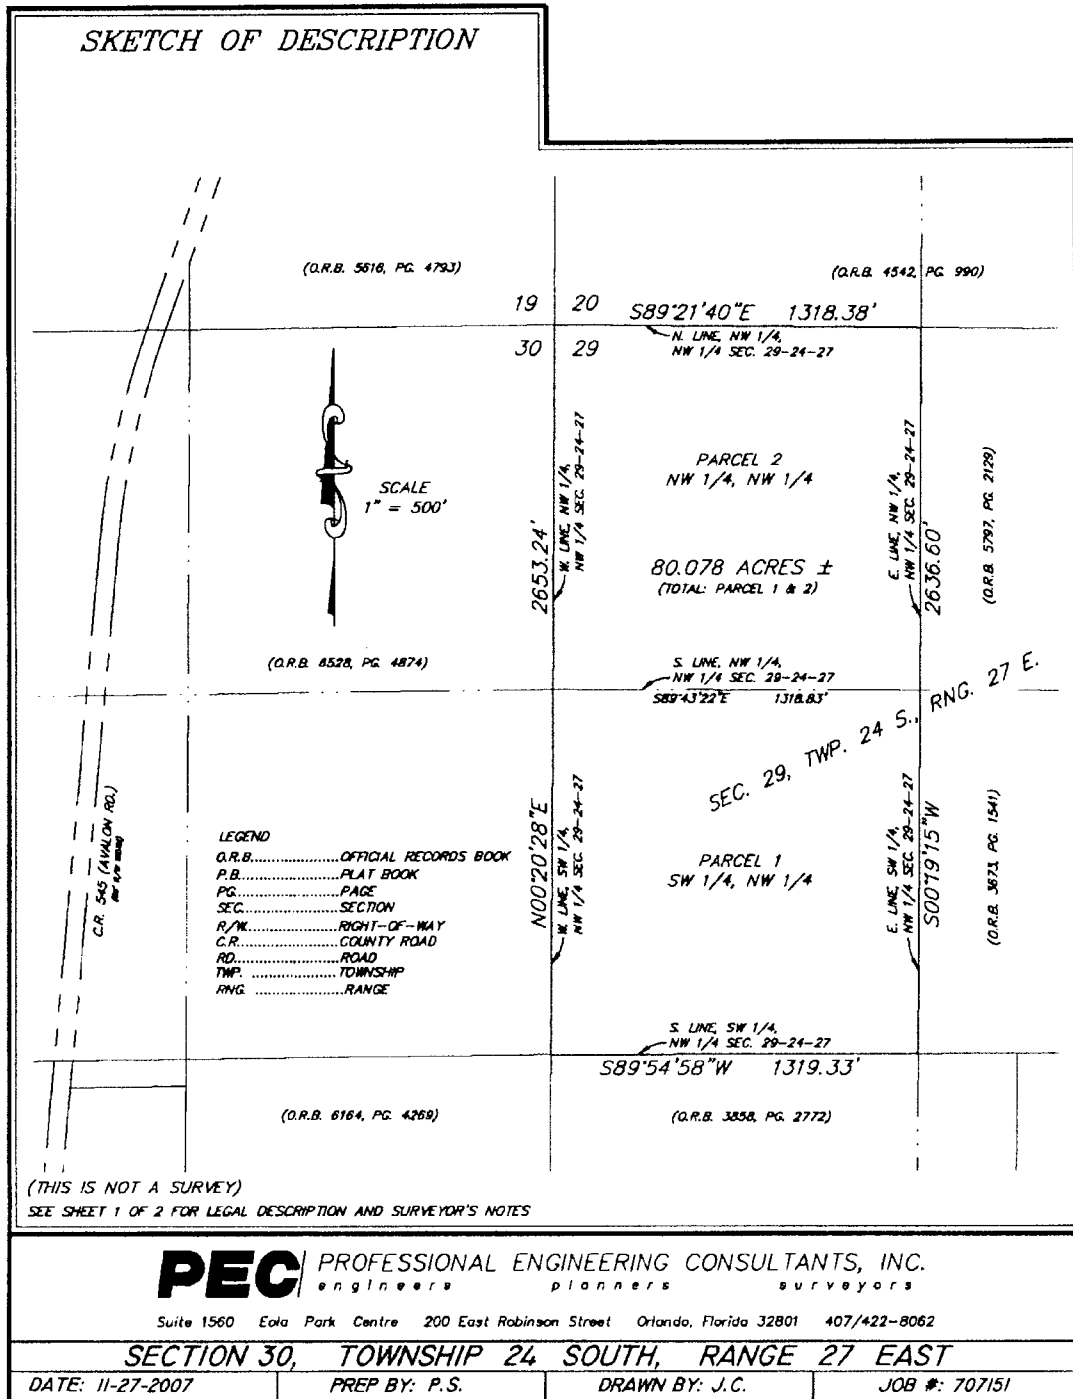 SKETCH OF DESCRIPTION
(O.R.B. 5618, PG. 4793)
(O.R.B. 4542, PG. 990)
19 20
S89°21'40"E 1318.38'
N. LINE, NW 1/4,
NW 1/4 SEC. 29-24-27
30 29
SCALE
1" = 500'
PARCEL 2
NW 1/4, NW 1/4
W. LINE, NW 1/4,
NW 1/4 SEC. 29-24-27
2653.24'
E. LINE, NW 1/4,
NW 1/4 SEC. 29-24-27
2636.60'
(O.R.B. 5797, PG. 2129)
80.078 ACRES ±
(TOTAL: PARCEL 1 & 2)
(O.R.B. 8528, PG. 4874)
S. LINE, NW 1/4,
NW 1/4 SEC. 29-24-27
S89°43'22"E 1318.83'
SEC. 29, TWP. 24 S., RNG. 27 E.
C.R. 545 (AVALON RD.)
LEGEND
O.R.B.....................OFFICIAL RECORDS BOOK
P.B.........................PLAT BOOK
PG..........................PAGE
SEC........................SECTION
R/W........................RIGHT-OF-WAY
C.R.........................COUNTY ROAD
RD..........................ROAD
TWP. .....................TOWNSHIP
RNG. .....................RANGE
N00°20'28"E
W. LINE, SW 1/4,
NW 1/4 SEC. 29-24-27
PARCEL 1
SW 1/4, NW 1/4
E. LINE, SW 1/4,
NW 1/4 SEC. 29-24-27
S00°19'15"W
(O.R.B. 3673, PG. 1541)
S. LINE, SW 1/4,
NW 1/4 SEC. 29-24-27
S89°54'58"W 1319.33'
(O.R.B. 6164, PG. 4269)
(O.R.B. 3858, PG. 2772)
(THIS IS NOT A SURVEY)
SEE SHEET 1 OF 2 FOR LEGAL DESCRIPTION AND SURVEYOR'S NOTES
PEC PROFESSIONAL ENGINEERING CONSULTANTS, INC.
engineers planners surveyors
Suite 1560 Eola Park Centre 200 East Robinson Street Orlando, Florida 32801 407/422-8062
SECTION 30, TOWNSHIP 24 SOUTH, RANGE 27 EAST
DATE: 11-27-2007 PREP BY: P.S. DRAWN BY: J.C. JOB #: 707151